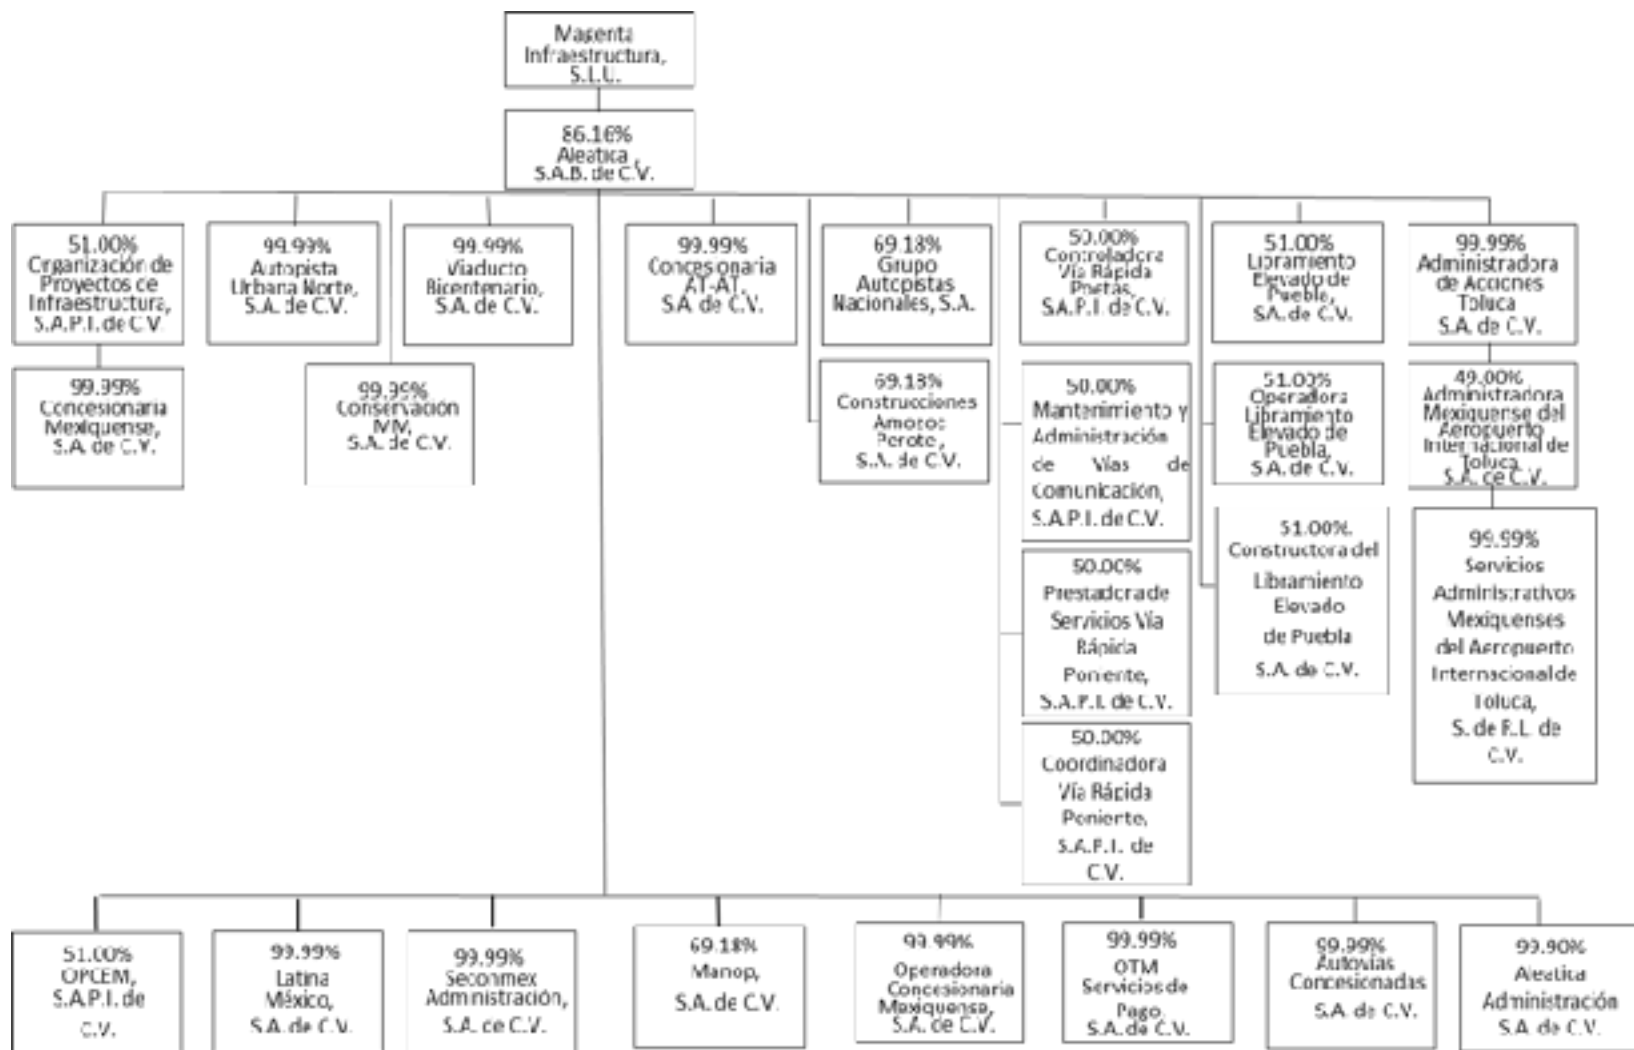 Magenta
Infraestructura,
S.L.U.
86.16%
Aleatica,
S.A.B. de C.V.
51.00%
Organización de
Proyectos de
Infraestructura,
S.A.P.I. de C.V.
99.99%
Autopista
Urbana Norte,
S.A. de C.V.
99.99%
Viaducto
Bicentenario,
S.A. de C.V.
99.99%
Concesionaria
AT-AT,
S.A. de C.V.
69.18%
Grupo
Autopistas
Nacionales, S.A.
50.00%
Controladora
Vía Rápida
Poetas,
S.A.P.I. de C.V.
51.00%
Libramiento
Elevado de
Puebla,
S.A. de C.V.
99.99%
Administradora
de Acciones
Toluca
S.A. de C.V.
99.99%
Concesionaria
Mexiquense,
S.A. de C.V.
99.99%
Conservación
MM,
S.A. de C.V.
69.18%
Construcciones
Amozoc
Perote,
S.A. de C.V.
50.00%
Mantenimiento y
Administración
de Vías de
Comunicación,
S.A.P.I. de C.V.
51.00%
Operadora
Libramiento
Elevado de
Puebla,
S.A. de C.V.
49.00%
Administradora
Mexiquense del
Aeropuerto
Internacional de
Toluca,
S.A. de C.V.
50.00%
Prestadora de
Servicios Vía
Rápida
Poniente,
S.A.P.I. de C.V.
51.00%
Constructora del
Libramiento
Elevado
de Puebla
S.A. de C.V.
99.99%
Servicios
Administrativos
Mexiquenses
del Aeropuerto
Internacional de
Toluca,
S. de R.L. de
C.V.
50.00%
Coordinadora
Vía Rápida
Poniente,
S.A.P.I. de
C.V.
51.00%
OPCEM,
S.A.P.I. de
C.V.
99.99%
Latina
México,
S.A. de C.V.
99.99%
Seconmex
Administración,
S.A. de C.V.
69.18%
Manop,
S.A. de C.V.
99.99%
Operadora
Concesionaria
Mexiquense,
S.A. de C.V.
99.99%
OTM
Servicios de
Pago,
S.A. de C.V.
99.99%
Autovías
Concesionadas
S.A. de C.V.
99.90%
Aleatica
Administración
S.A. de C.V.